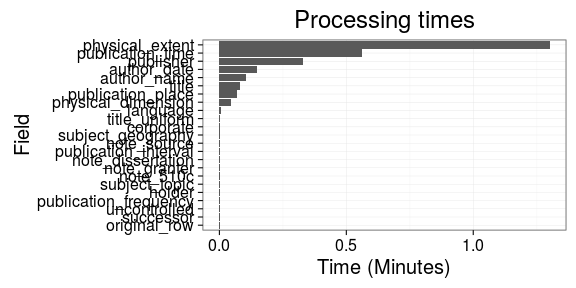 Processing times
physical_extent
publication_time
publisher
author_date
author_name
title
publication_place
physical_dimension
language
title_uniform
corporate
subject_geography
note_source
publication_interval
note_dissertation
note_granter
note_510c
subject_topic
holder
publication_frequency
uncontrolled
successor
original_row
Field
0.0 0.5 1.0
Time (Minutes)